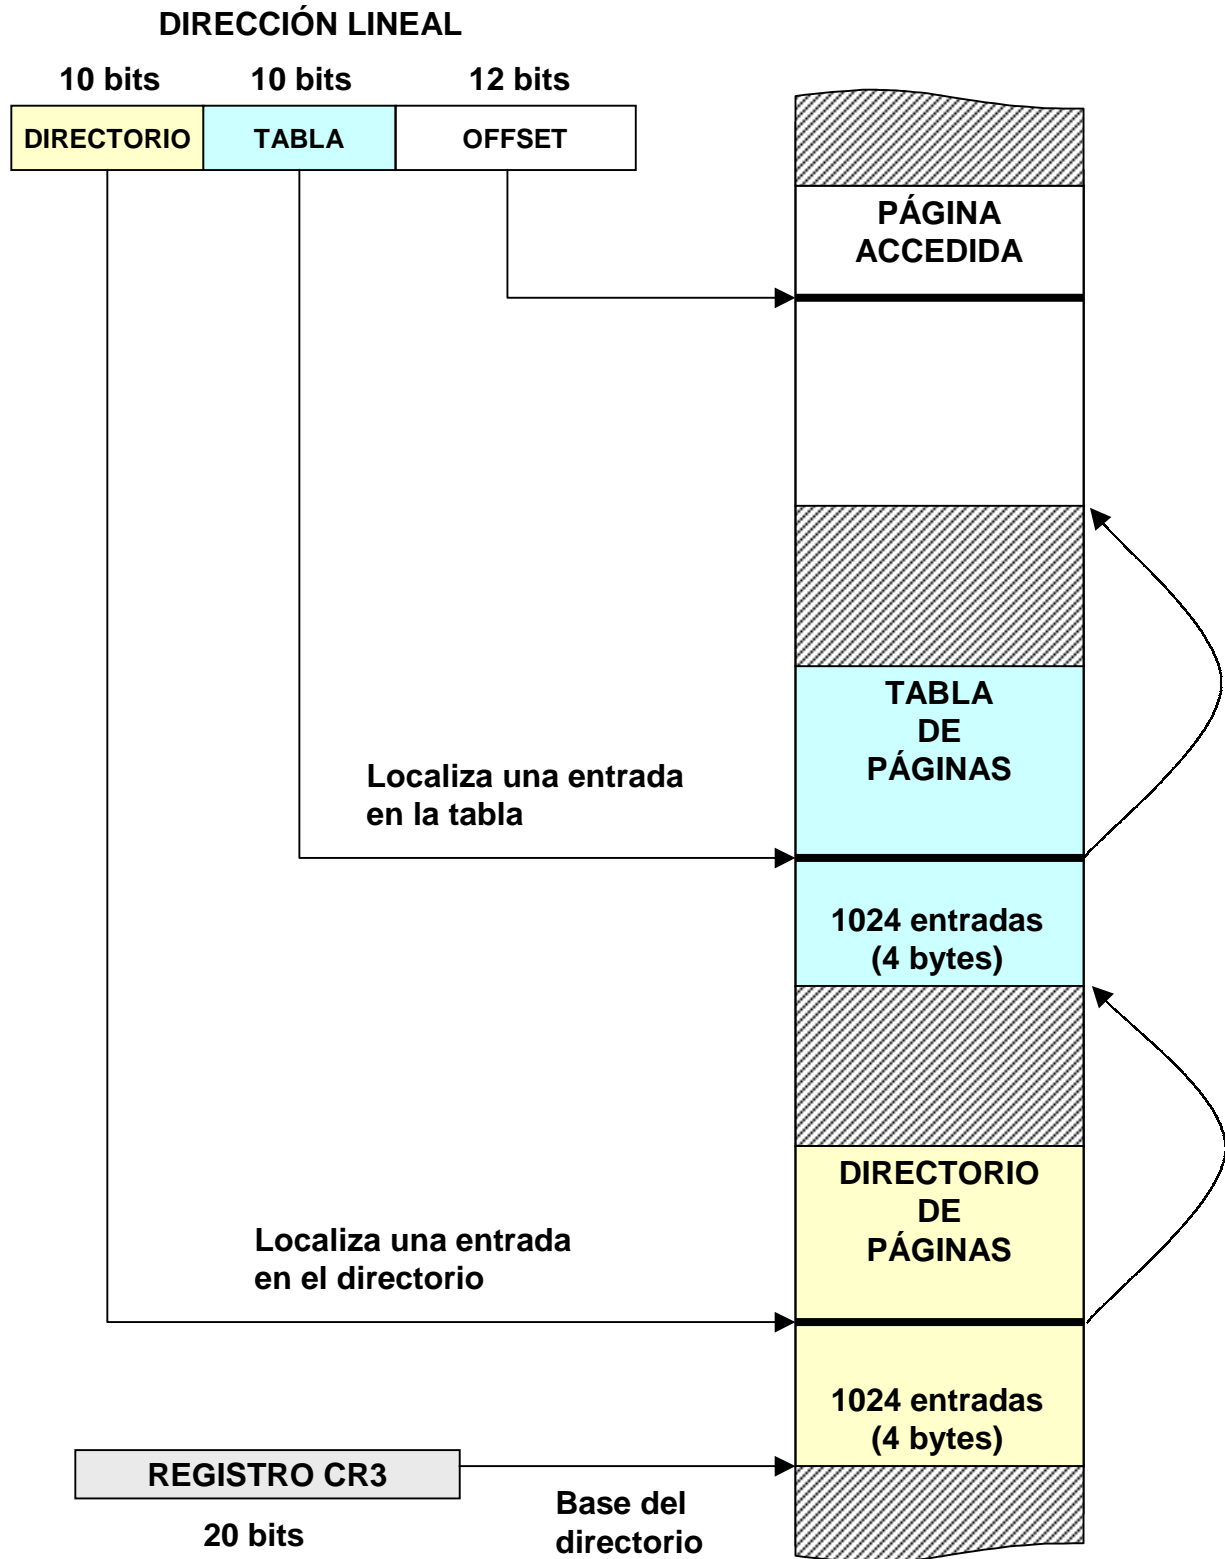 DIRECCIÓN LINEAL
10 bits
10 bits
12 bits
DIRECTORIO
TABLA
OFFSET
PÁGINA
ACCEDIDA
TABLA
DE
PÁGINAS
Localiza una entrada
en la tabla
1024 entradas
(4 bytes)
DIRECTORIO
DE
PÁGINAS
Localiza una entrada
en el directorio
1024 entradas
(4 bytes)
REGISTRO CR3
20 bits
Base del
directorio